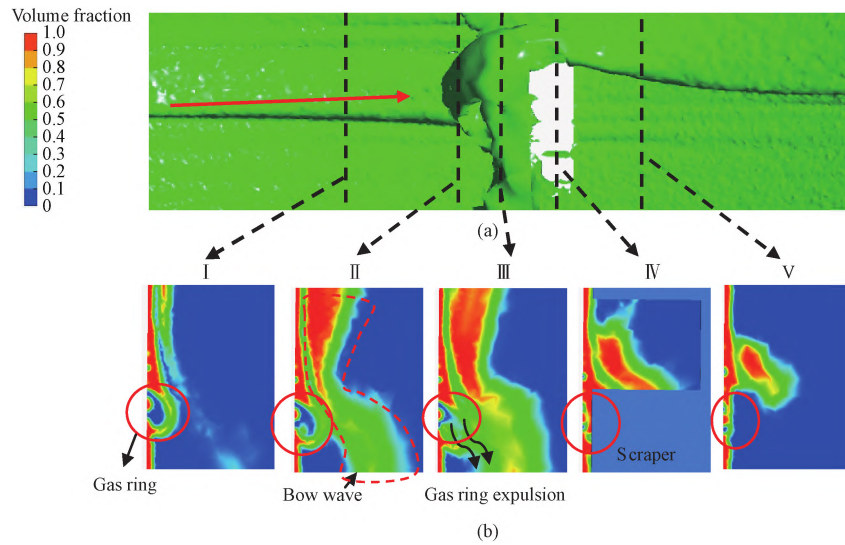 Volume fraction
1.0
0.9
0.8
0.7
0.6
0.5
0.4
0.3
0.2
0.1
0
(a)
Ⅰ Ⅱ Ⅲ Ⅳ Ⅴ
Scraper
Gas ring
Bow wave
Gas ring expulsion
(b)